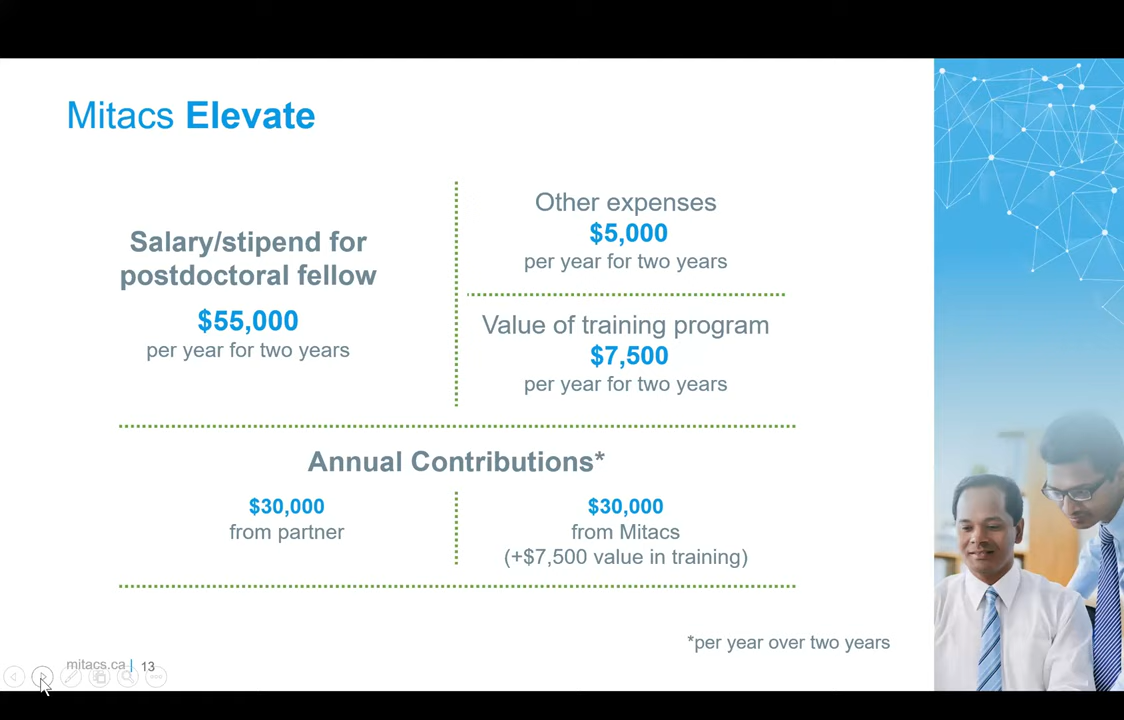 Mitacs Elevate
Salary/stipend for
postdoctoral fellow
$55,000
per year for two years
Other expenses
$5,000
per year for two years
Value of training program
$7,500
per year for two years
Annual Contributions*
$30,000
from partner
$30,000
from Mitacs
(+$7,500 value in training)
*per year over two years
mitacs.ca | 13